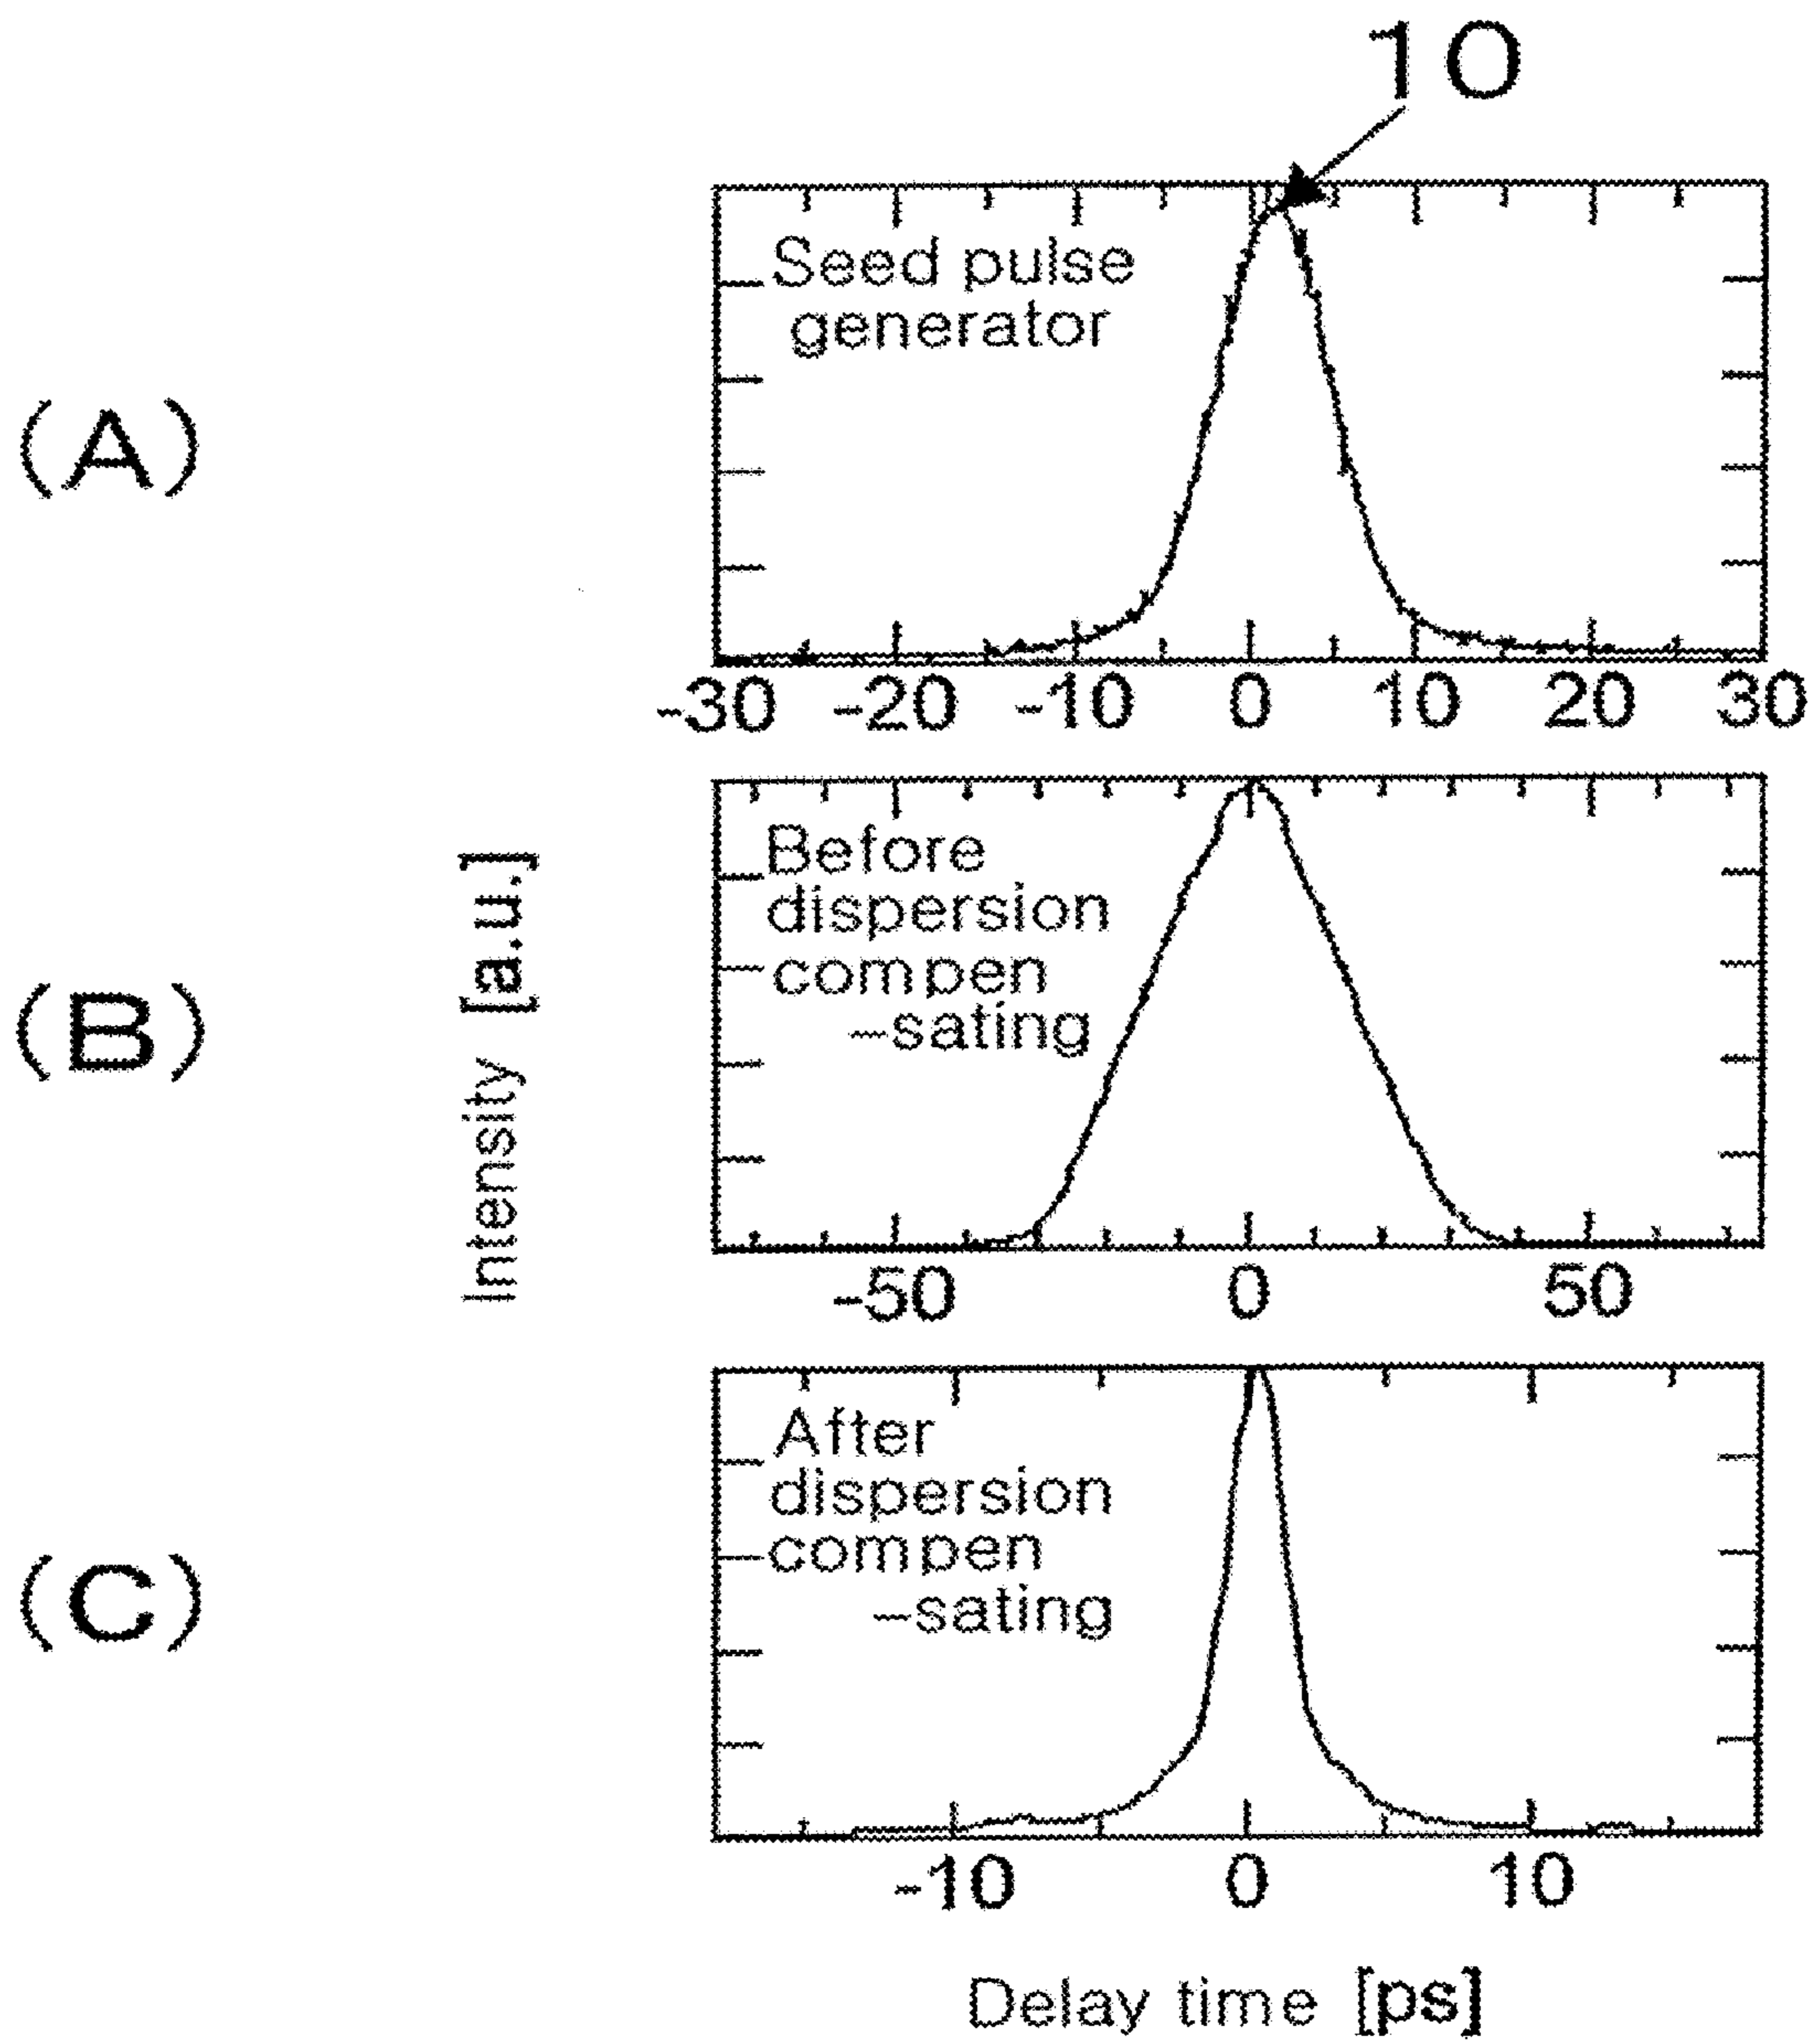 10
(A)
Seed pulse
generator
-30 -20 -10 0 10 20 30
(B)
Intensity [a.u.]
Before
dispersion
compen
-sating
-50 0 50
(C)
After
dispersion
compen
-sating
-10 0 10
Delay time [ps]